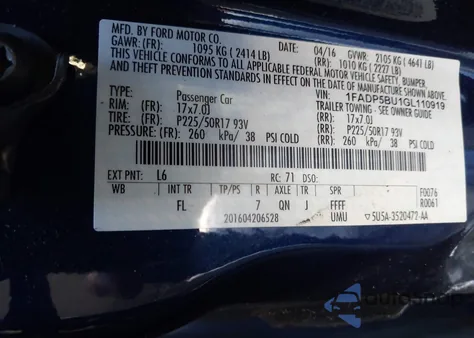 MFD. BY FORD MOTOR CO.
DATE: 04/16 GVWR: 2105 KG (4641 LB)
GAWR: (FR): 1095 KG (2414 LB) (RR): 1010 KG (2227 LB)
THIS VEHICLE CONFORMS TO ALL APPLICABLE FEDERAL MOTOR VEHICLE SAFETY, BUMPER,
AND THEFT PREVENTION STANDARDS IN EFFECT ON THE DATE OF MANUFACTURE SHOWN ABOVE.
1FADP5BU1GL110919
TYPE: Passenger Car TRAILER TOWING - SEE OWNER GUIDE
RIM: (FR) 17x7.0J (RR): 17x7.0J
TIRE: (FR) P225/50R17 93V (RR): P225/50R17 93V
PRESSURE: (FR) 260 kPa/ 38 PSI COLD (RR): 260 kPa/ 38 PSI COLD
EXT PNT: L6 RC: 71 DSO:
WB INT TR TP/PS R AXLE TR SPR F0076
FL 7 QN J FFFF R0061
201604206528 UMU 5U5A-3520472-AA
autosnap